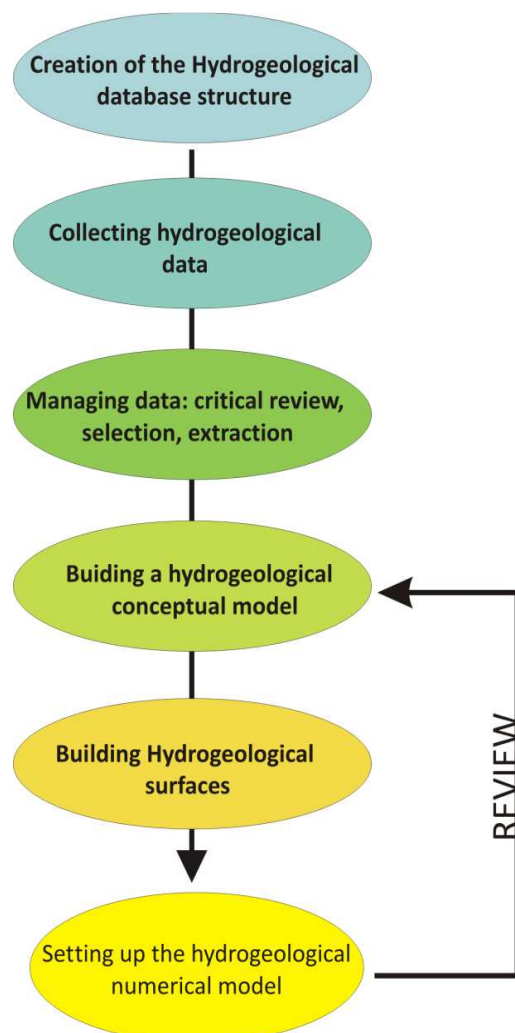 Creation of the Hydrogeological
database structure
Collecting hydrogeological
data
Managing data: critical review,
selection, extraction
Buiding a hydrogeological
conceptual model
Building Hydrogeological
surfaces
REVIEW
Setting up the hydrogeological
numerical model